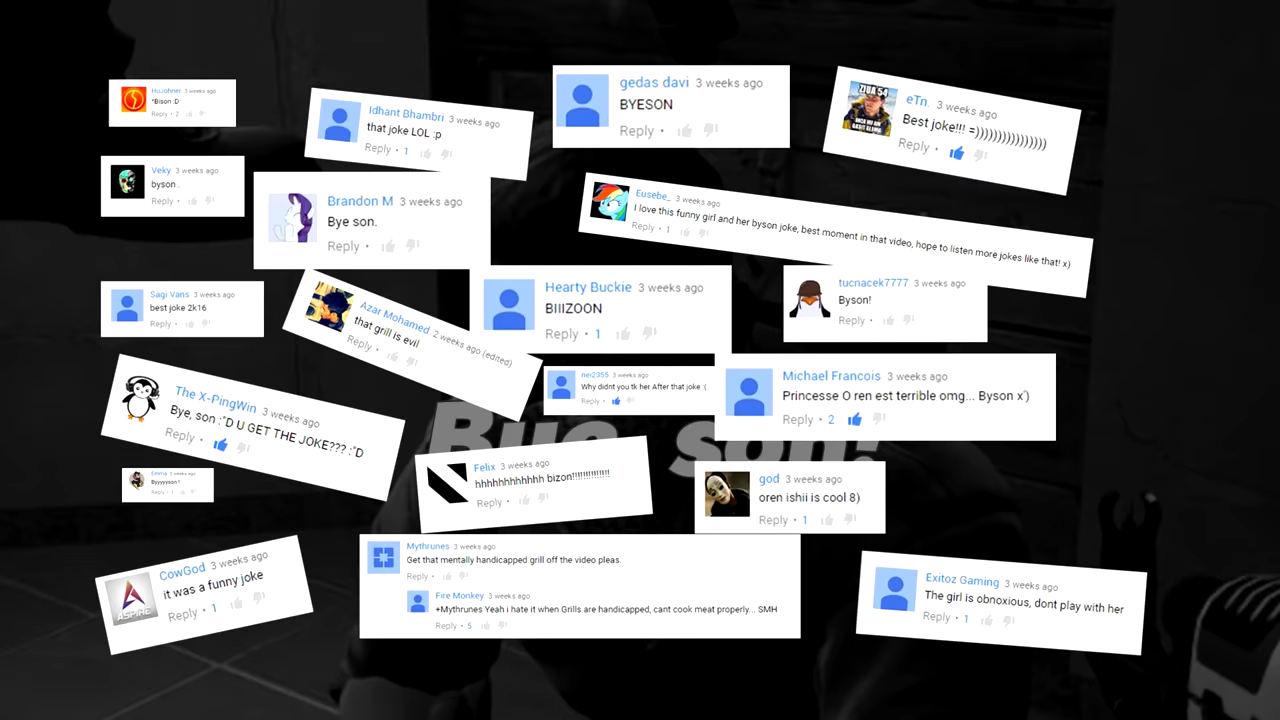 Hujohner 3 weeks ago
*Bison :D
Reply • 2
Idhant Bhambri 3 weeks ago
that joke LOL :p
Reply • 1
gedas davi 3 weeks ago
BYESON
Reply •
ZIUA 54
eTn. 3 weeks ago
Best joke!!! =))))))))))))))))))
Reply •
Veky 3 weeks ago
byson .
Reply •
Brandon M 3 weeks ago
Bye son.
Reply •
Eusebe_ 3 weeks ago
I love this funny girl and her byson joke, best moment in that video, hope to listen more jokes like that! x)
Reply • 1
Sagi Vans 3 weeks ago
best joke 2k16
Reply •
Azar Mohamed 2 weeks ago (edited)
that grill is evil
Reply •
Hearty Buckie 3 weeks ago
BIIIZOON
Reply • 1
tucnacek7777 3 weeks ago
Byson!
Reply •
nei2355 3 weeks ago
Why didnt you tk her After that joke :(
Reply •
Michael Francois 3 weeks ago
Princesse O ren est terrible omg... Byson x')
Reply • 2
The X-PingWin 3 weeks ago
Bye, son :"D U GET THE JOKE??? :"D
Reply •
Bye, son!
Emma 3 weeks ago
Byyyyyson !
Reply • 1
Felix 3 weeks ago
hhhhhhhhhhhh bizon!!!!!!!!!!!!!!
Reply •
god 3 weeks ago
oren ishii is cool 8)
Reply • 1
CowGod 3 weeks ago
it was a funny joke
Reply • 1
ASPIRE
Mythrunes 3 weeks ago
Get that mentally handicapped grill off the video pleas.
Reply •
Fire Monkey 3 weeks ago
+Mythrunes Yeah i hate it when Grills are handicapped, cant cook meat properly... SMH
Reply • 5
Exitoz Gaming 3 weeks ago
The girl is obnoxious, dont play with her
Reply • 1